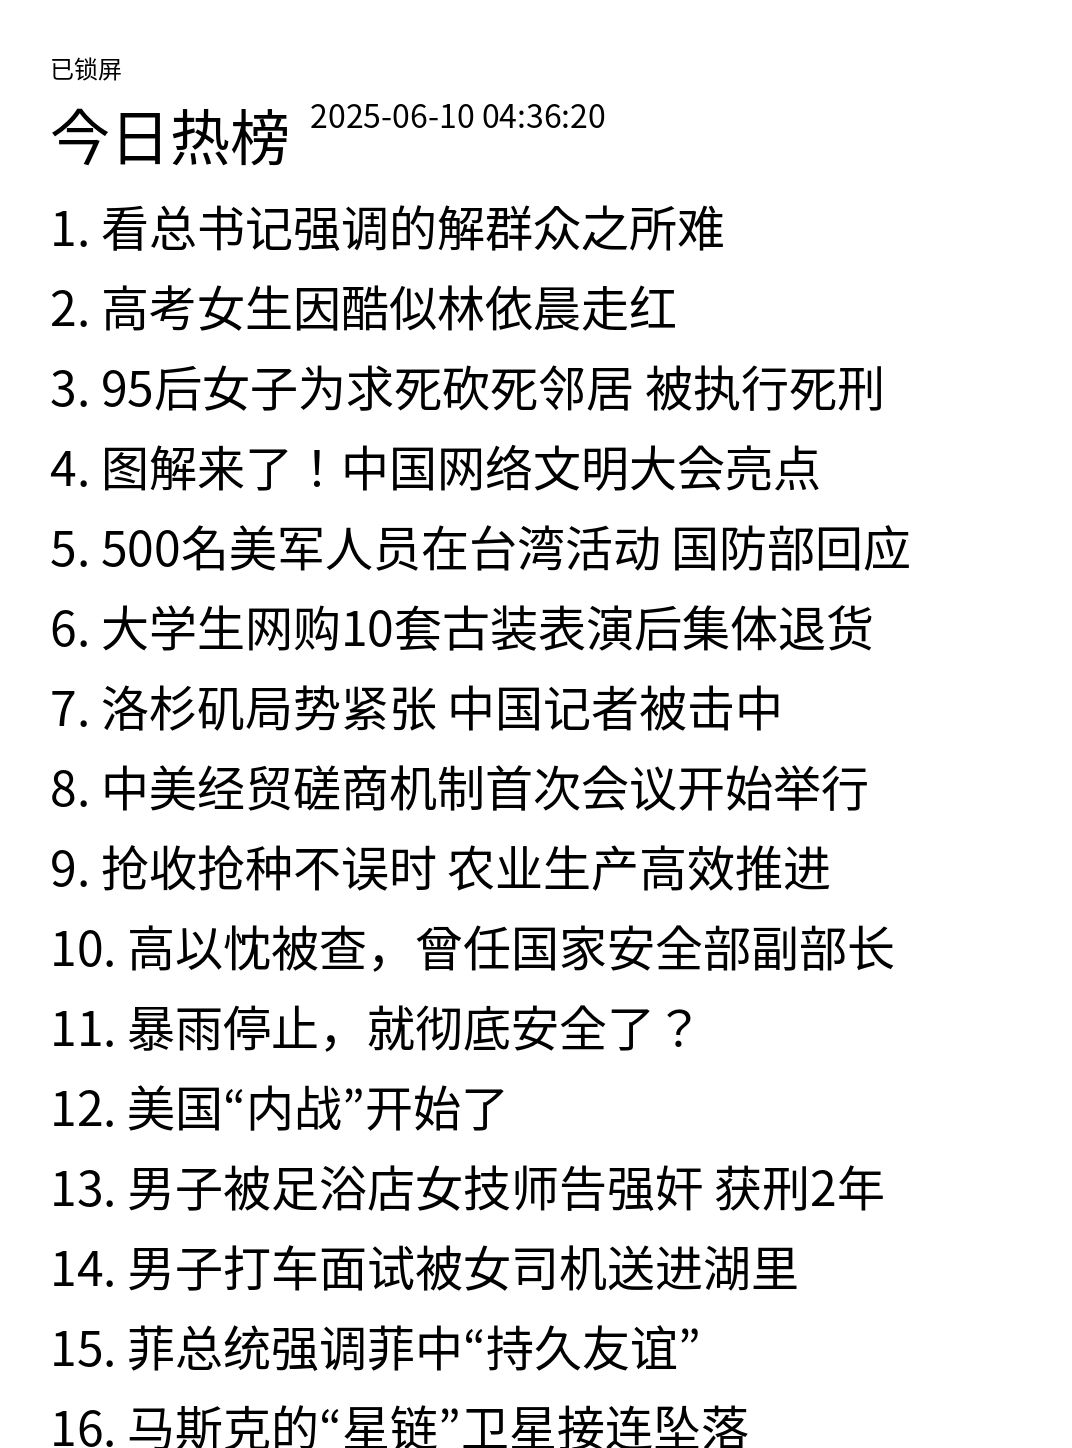 已锁屏
今日热榜 2025-06-10 04:36:20
1. 看总书记强调的解群众之所难
2. 高考女生因酷似林依晨走红
3. 95后女子为求死砍死邻居 被执行死刑
4. 图解来了！中国网络文明大会亮点
5. 500名美军人员在台湾活动 国防部回应
6. 大学生网购10套古装表演后集体退货
7. 洛杉矶局势紧张 中国记者被击中
8. 中美经贸磋商机制首次会议开始举行
9. 抢收抢种不误时 农业生产高效推进
10. 高以忱被查，曾任国家安全部副部长
11. 暴雨停止，就彻底安全了？
12. 美国“内战”开始了
13. 男子被足浴店女技师告强奸 获刑2年
14. 男子打车面试被女司机送进湖里
15. 菲总统强调菲中“持久友谊”
16. 马斯克的“星链”卫星接连坠落